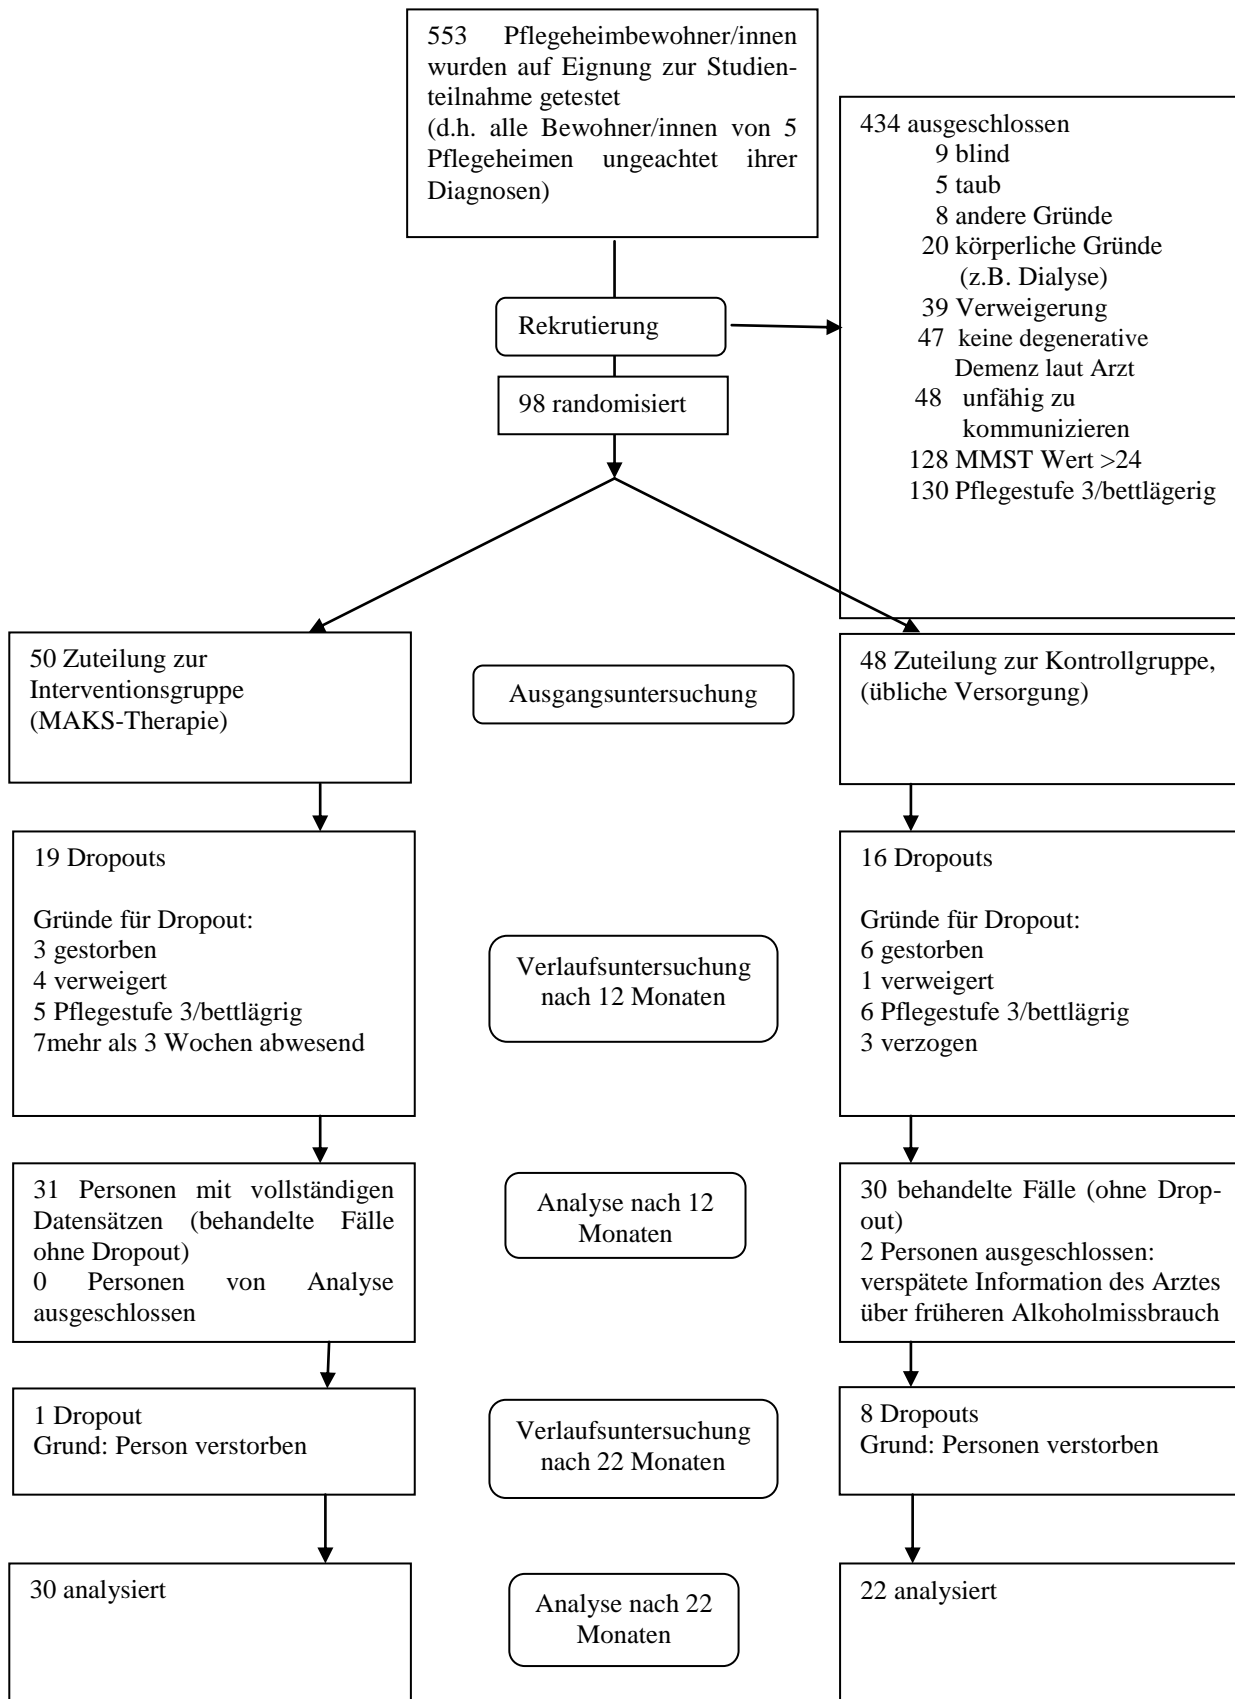 553 Pflegeheimbewohner/innen
wurden auf Eignung zur Studien-
teilnahme getestet
(d.h. alle Bewohner/innen von 5
Pflegeheimen ungeachtet ihrer
Diagnosen)
434 ausgeschlossen
9 blind
5 taub
8 andere Gründe
20 körperliche Gründe
(z.B. Dialyse)
39 Verweigerung
47 keine degenerative
Demenz laut Arzt
48 unfähig zu
kommunizieren
128 MMST Wert >24
130 Pflegestufe 3/bettlägerig
Rekrutierung
98 randomisiert
50 Zuteilung zur
Interventionsgruppe
(MAKS-Therapie)
Ausgangsuntersuchung
48 Zuteilung zur Kontrollgruppe,
(übliche Versorgung)
19 Dropouts
Gründe für Dropout:
3 gestorben
4 verweigert
5 Pflegestufe 3/bettlägrig
7mehr als 3 Wochen abwesend
Verlaufsuntersuchung
nach 12 Monaten
16 Dropouts
Gründe für Dropout:
6 gestorben
1 verweigert
6 Pflegestufe 3/bettlägrig
3 verzogen
31 Personen mit vollständigen
Datensätzen (behandelte Fälle
ohne Dropout)
0 Personen von Analyse
ausgeschlossen
Analyse nach 12
Monaten
30 behandelte Fälle (ohne Drop-
out)
2 Personen ausgeschlossen:
verspätete Information des Arztes
über früheren Alkoholmissbrauch
1 Dropout
Grund: Person verstorben
Verlaufsuntersuchung
nach 22 Monaten
8 Dropouts
Grund: Personen verstorben
30 analysiert
Analyse nach 22
Monaten
22 analysiert